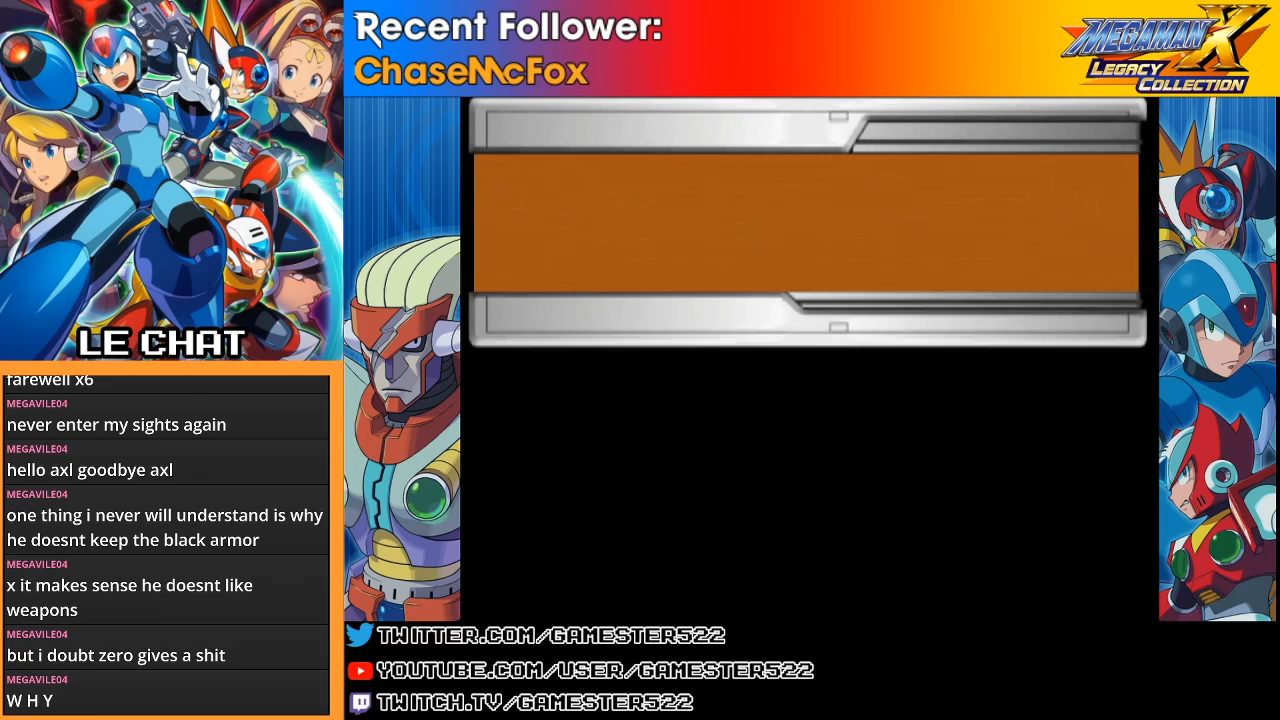 Recent Follower:
ChaseMcFox
MEGAMAN X
LEGACY
COLLECTION
LE CHAT
farewell x6
MEGAVILE04
never enter my sights again
MEGAVILE04
hello axl goodbye axl
MEGAVILE04
one thing i never will understand is why
he doesnt keep the black armor
MEGAVILE04
x it makes sense he doesnt like
weapons
MEGAVILE04
but i doubt zero gives a shit
MEGAVILE04
W H Y
TWITTER.COM/GAMESTER522
YOUTUBE.COM/USER/GAMESTER522
TWITCH.TV/GAMESTER522